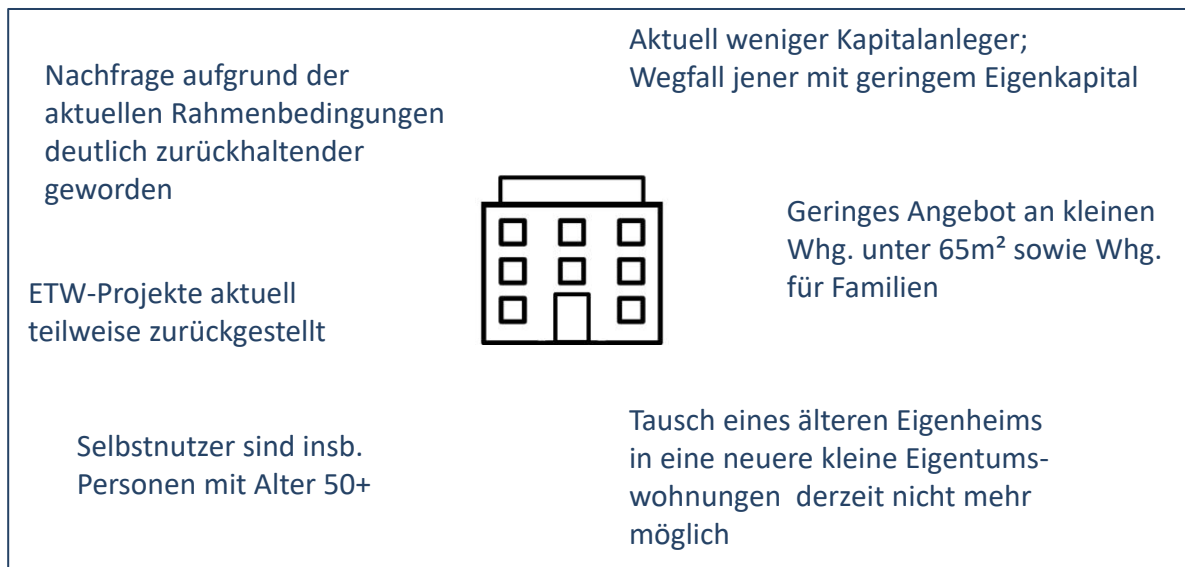 Nachfrage aufgrund der
aktuellen Rahmenbedingungen
deutlich zurückhaltender
geworden
Aktuell weniger Kapitalanleger;
Wegfall jener mit geringem Eigenkapital
Geringes Angebot an kleinen
Whg. unter 65m² sowie Whg.
für Familien
ETW-Projekte aktuell
teilweise zurückgestellt
Selbstnutzer sind insb.
Personen mit Alter 50+
Tausch eines älteren Eigenheims
in eine neuere kleine Eigentums-
wohnungen  derzeit nicht mehr
möglich